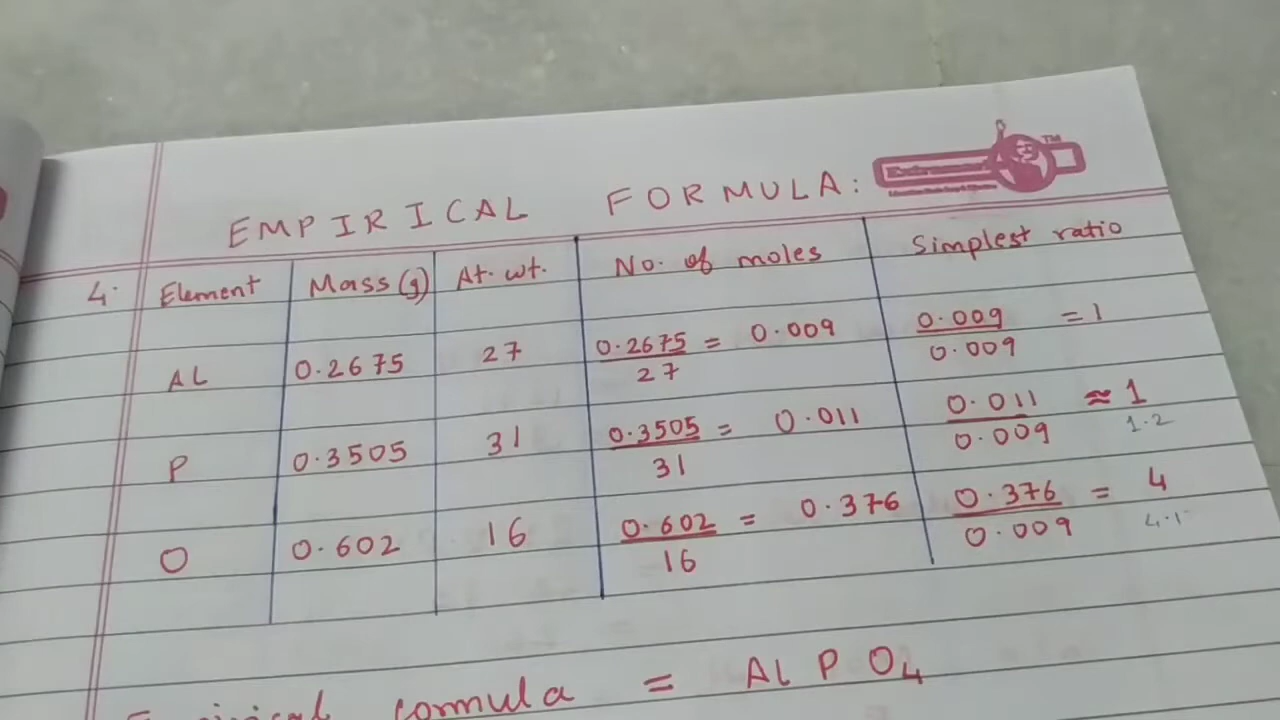 EMPIRICAL FORMULA:
4. Element Mass (g) At. wt. No. of moles Simplest ratio
AL 0.2675 27 0.2675/27 = 0.009 0.009/0.009 = 1
P 0.3505 31 0.3505/31 = 0.011 0.011/0.009 ≈ 1
1.2
O 0.602 16 0.602/16 = 0.376 0.376/0.009 = 4
4.1
formula = Al P O4